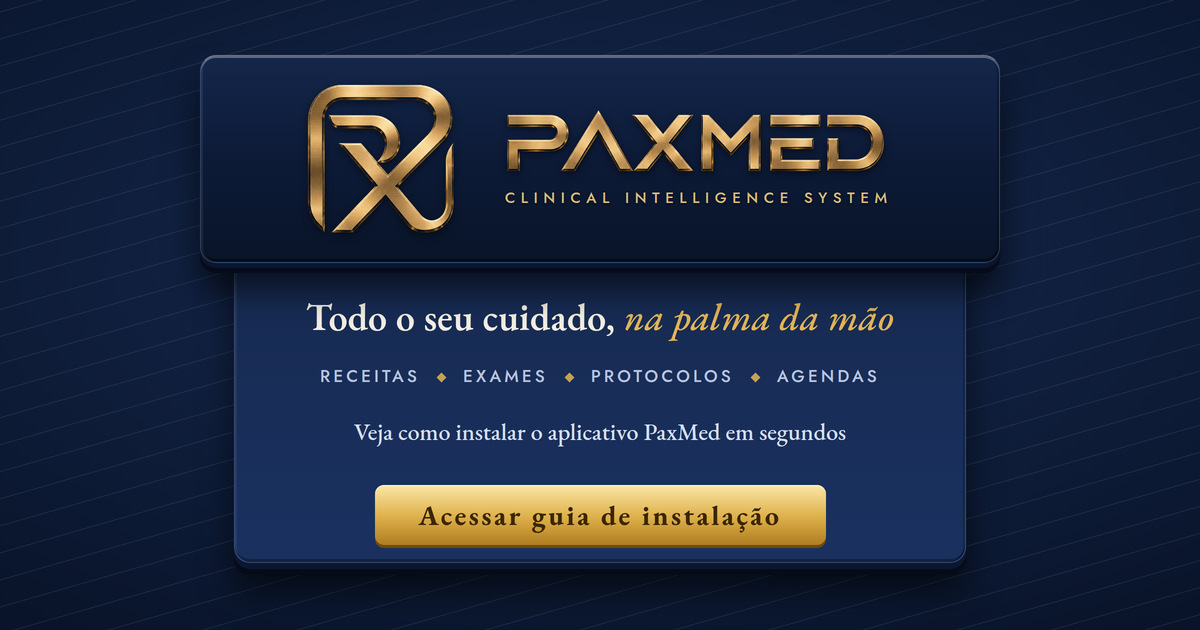 PAXMED
CLINICAL INTELLIGENCE SYSTEM
Todo o seu cuidado, na palma da mão
RECEITAS ◆ EXAMES ◆ PROTOCOLOS ◆ AGENDAS
Veja como instalar o aplicativo PaxMed em segundos
Acessar guia de instalação